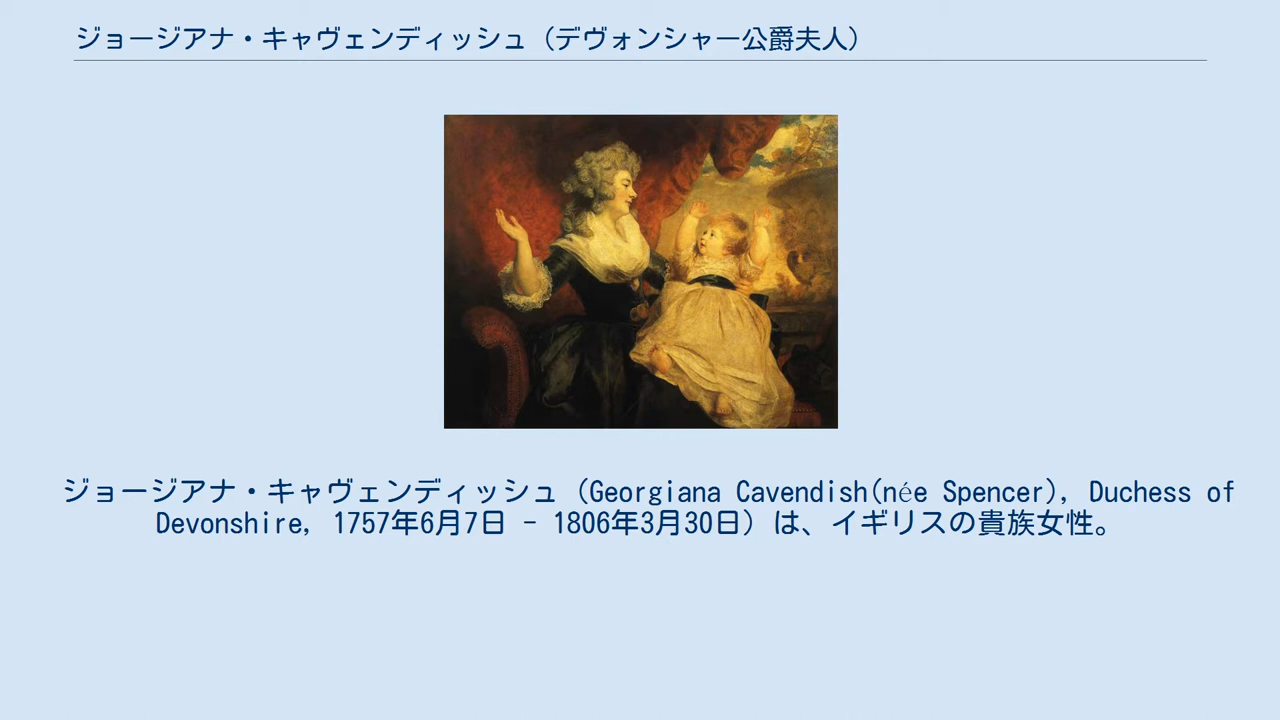 ジョージアナ・キャヴェンディッシュ（デヴォンシャー公爵夫人）
ジョージアナ・キャヴェンディッシュ（Georgiana Cavendish(née Spencer), Duchess of
Devonshire, 1757年6月7日 - 1806年3月30日）は、イギリスの貴族女性。